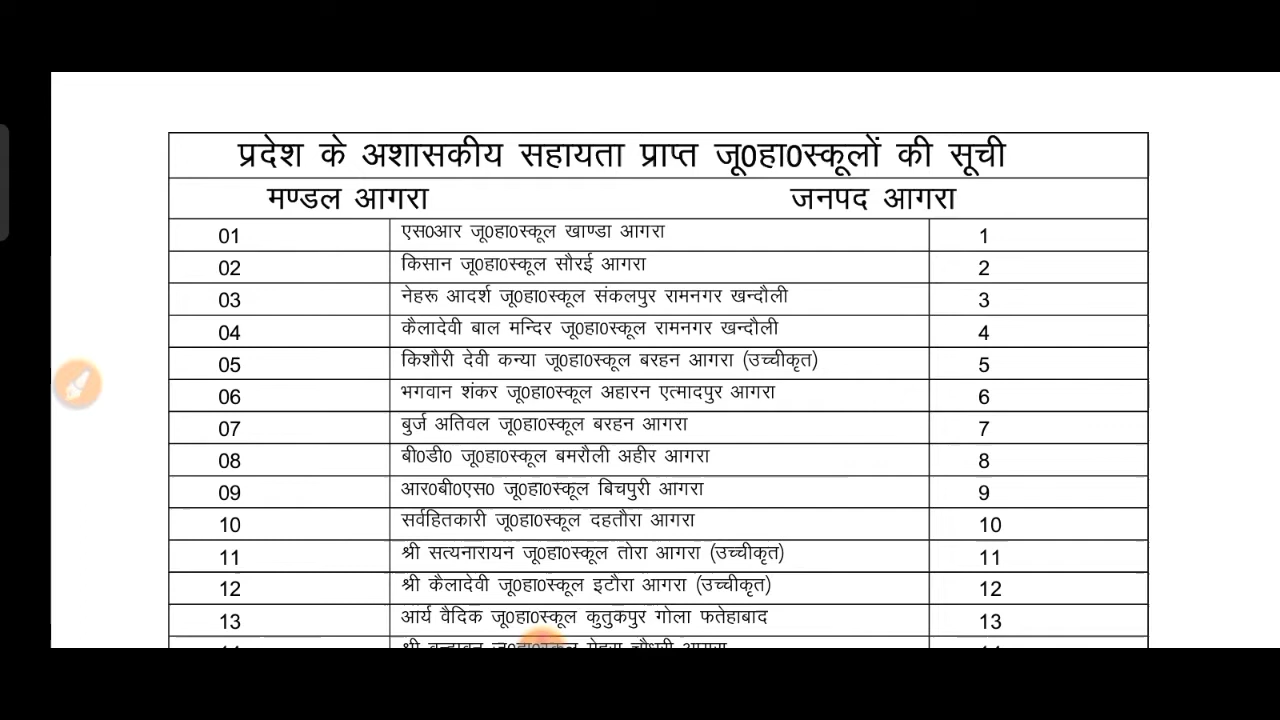 प्रदेश के अशासकीय सहायता प्राप्त जू0हा0स्कूलों की सूची
मण्डल आगरा जनपद आगरा
01 एस0आर जू0हा0स्कूल खाण्डा आगरा 1
02 किसान जू0हा0स्कूल सौरई आगरा 2
03 नेहरू आदर्श जू0हा0स्कूल संकलपुर रामनगर खन्दौली 3
04 कैलादेवी बाल मन्दिर जू0हा0स्कूल रामनगर खन्दौली 4
05 किशौरी देवी कन्या जू0हा0स्कूल बरहन आगरा (उच्चीकृत) 5
06 भगवान शंकर जू0हा0स्कूल अहारन एत्मादपुर आगरा 6
07 बुर्ज अतिवल जू0हा0स्कूल बरहन आगरा 7
08 बी0डी0 जू0हा0स्कूल बमरौली अहीर आगरा 8
09 आर0बी0एस0 जू0हा0स्कूल बिचपुरी आगरा 9
10 सर्वहितकारी जू0हा0स्कूल दहतौरा आगरा 10
11 श्री सत्यनारायन जू0हा0स्कूल तोरा आगरा (उच्चीकृत) 11
12 श्री कैलादेवी जू0हा0स्कूल इटौरा आगरा (उच्चीकृत) 12
13 आर्य वैदिक जू0हा0स्कूल कुतुकपुर गोला फतेहाबाद 13